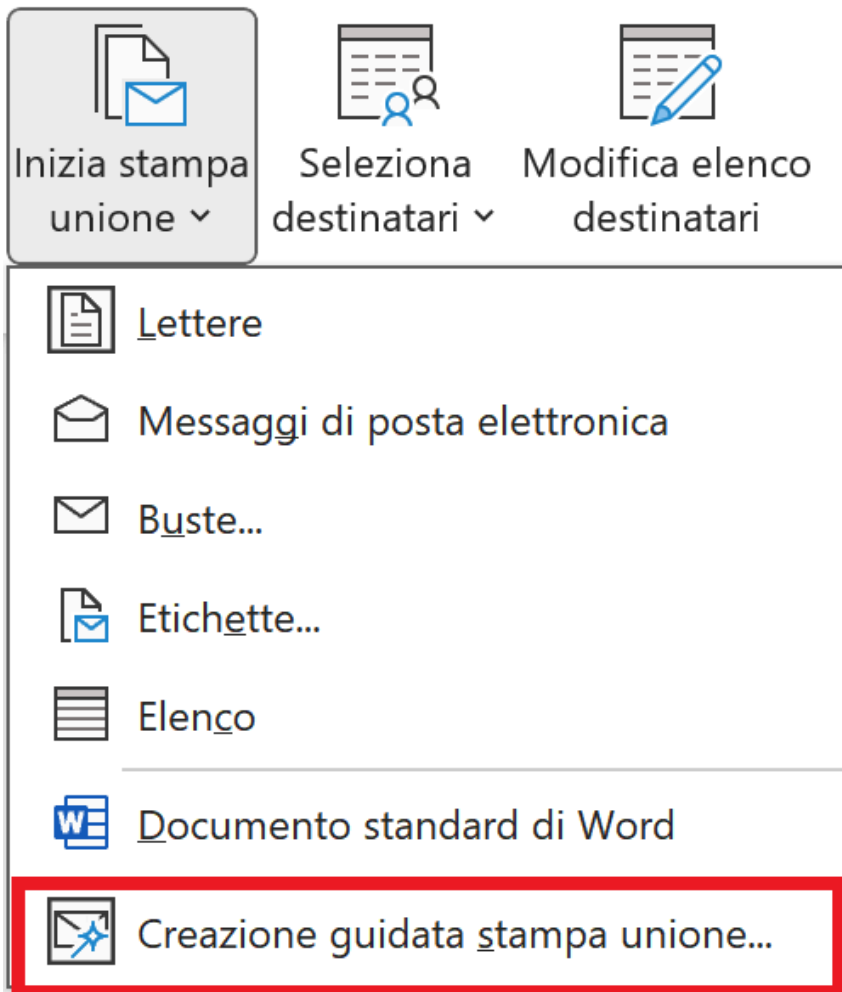 Inizia stampa
unione
Seleziona
destinatari
Modifica elenco
destinatari
Lettere
Messaggi di posta elettronica
Buste...
Etichette...
Elenco
W
Documento standard di Word
Creazione guidata stampa unione...